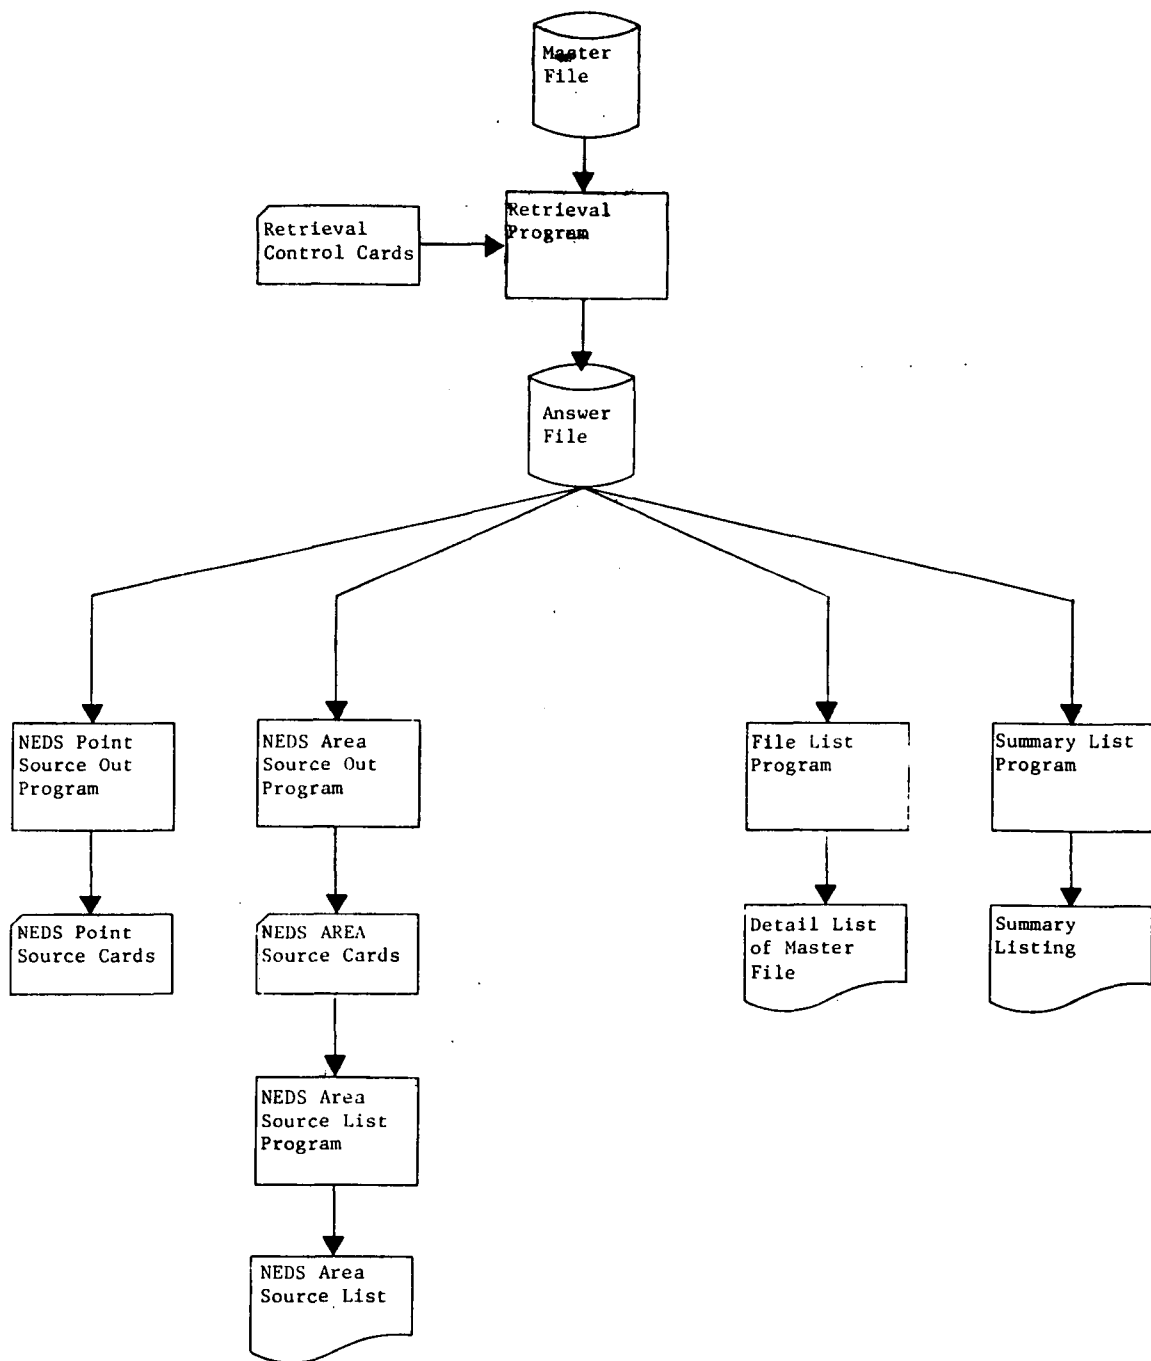 Master
File
Retrieval
Program
Retrieval
Control Cards
Answer
File
NEDS Point
Source Out
Program
NEDS Area
Source Out
Program
File List
Program
Summary List
Program
NEDS Point
Source Cards
NEDS AREA
Source Cards
Detail List
of Master
File
Summary
Listing
NEDS Area
Source List
Program
NEDS Area
Source List